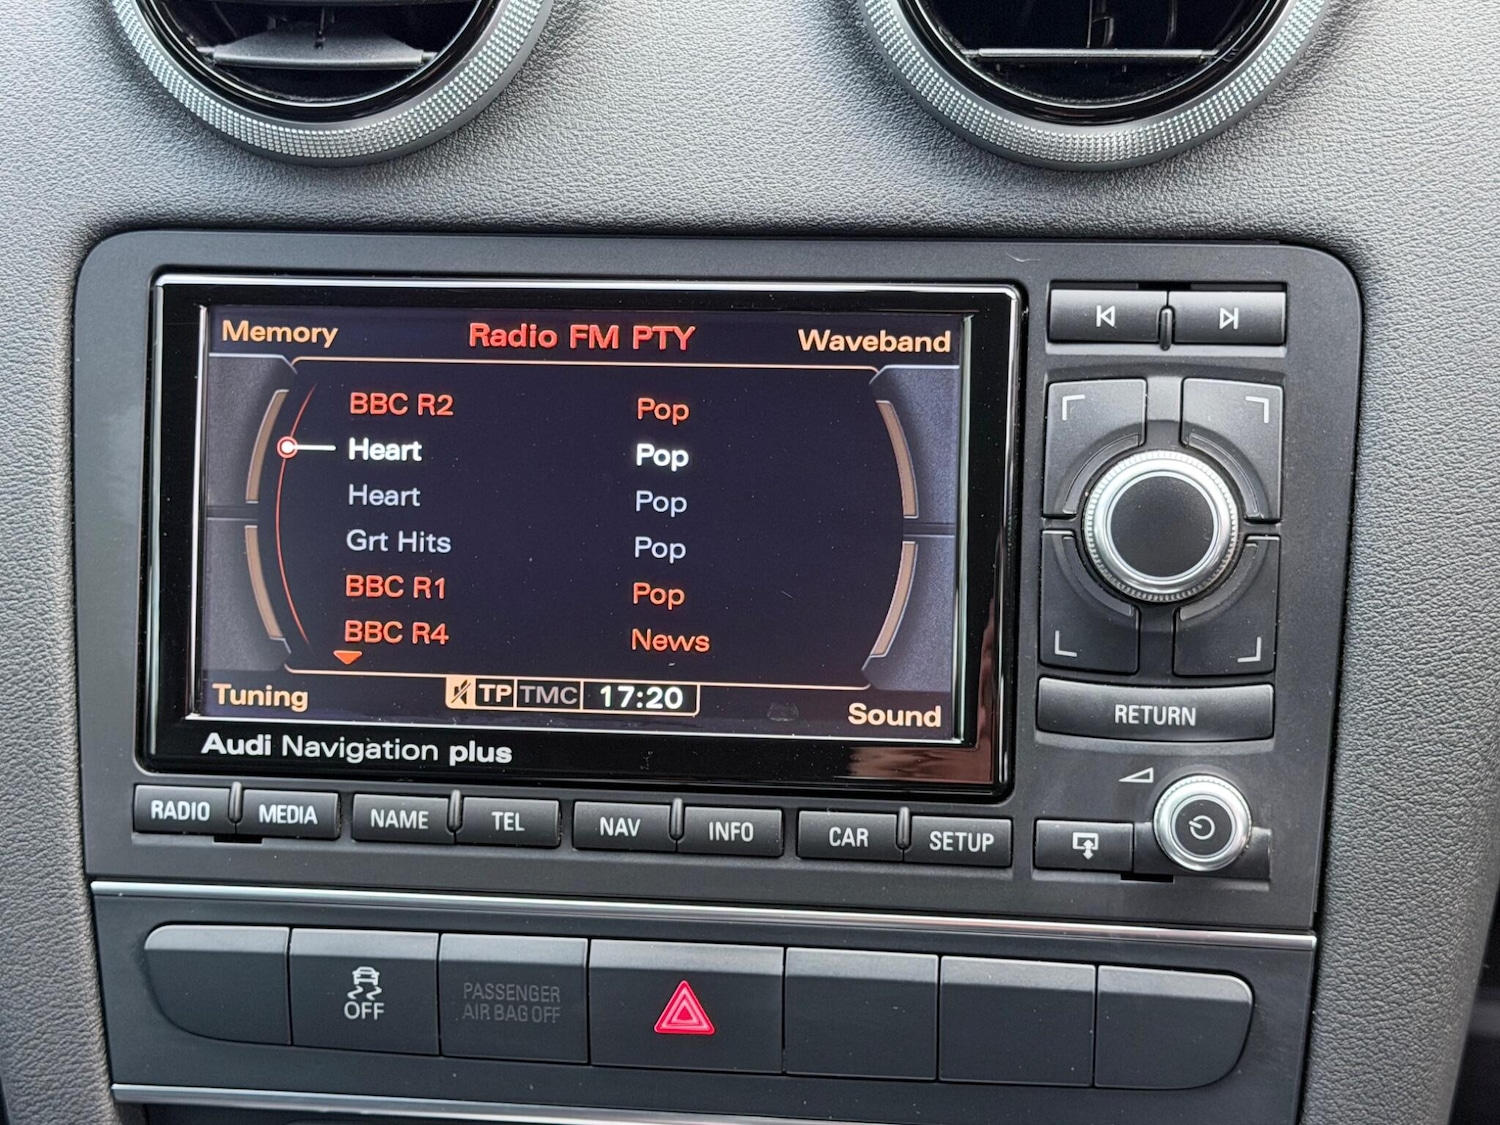 Memory Radio FM PTY Waveband
BBC R2 Pop
Heart Pop
Heart Pop
Grt Hits Pop
BBC R1 Pop
BBC R4 News
Tuning TP TMC 17:20 Sound
Audi Navigation plus
RETURN
RADIO MEDIA NAME TEL NAV INFO CAR SETUP
OFF
PASSENGER
AIR BAG OFF